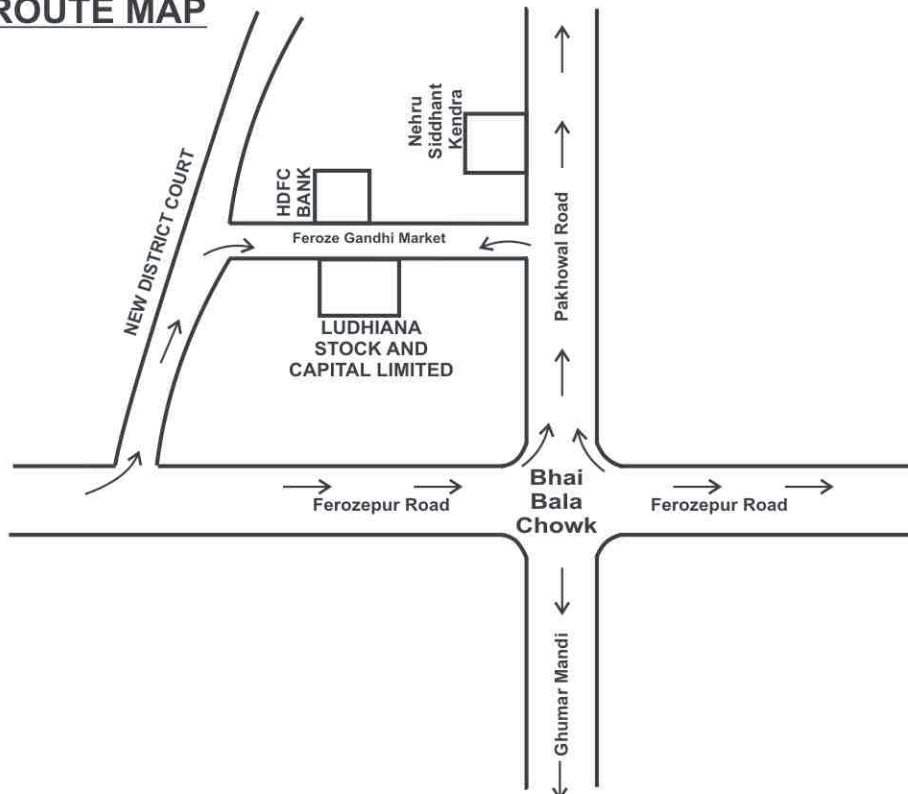 ROUTE MAP
Nehru
Siddhant
Kendra
HDFC
BANK
NEW DISTRICT COURT
Feroze Gandhi Market
Pakhowal Road
LUDHIANA
STOCK AND
CAPITAL LIMITED
Bhai
Bala
Chowk
Ferozepur Road
Ferozepur Road
Ghumar Mandi